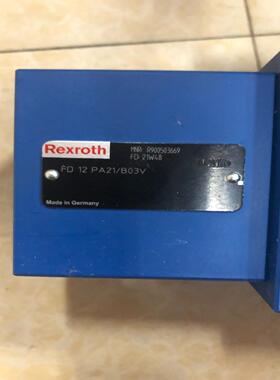 Rexroth
MNR: R900503669
FD 21W48
FD 12 PA21/B03V
Made in Germany